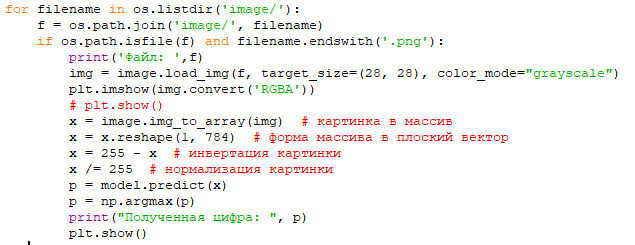 for filename in os.listdir('image/'):
    f = os.path.join('image/', filename)
    if os.path.isfile(f) and filename.endswith('.png'):
        print('Файл: ',f)
        img = image.load_img(f, target_size=(28, 28), color_mode="grayscale")
        plt.imshow(img.convert('RGBA'))
        # plt.show()
        x = image.img_to_array(img)  # картинка в массив
        x = x.reshape(1, 784)  # форма массива в плоский вектор
        x = 255 - x  # инвертация картинки
        x /= 255  # нормализация картинки
        p = model.predict(x)
        p = np.argmax(p)
        print("Полученная цифра: ", p)
        plt.show()